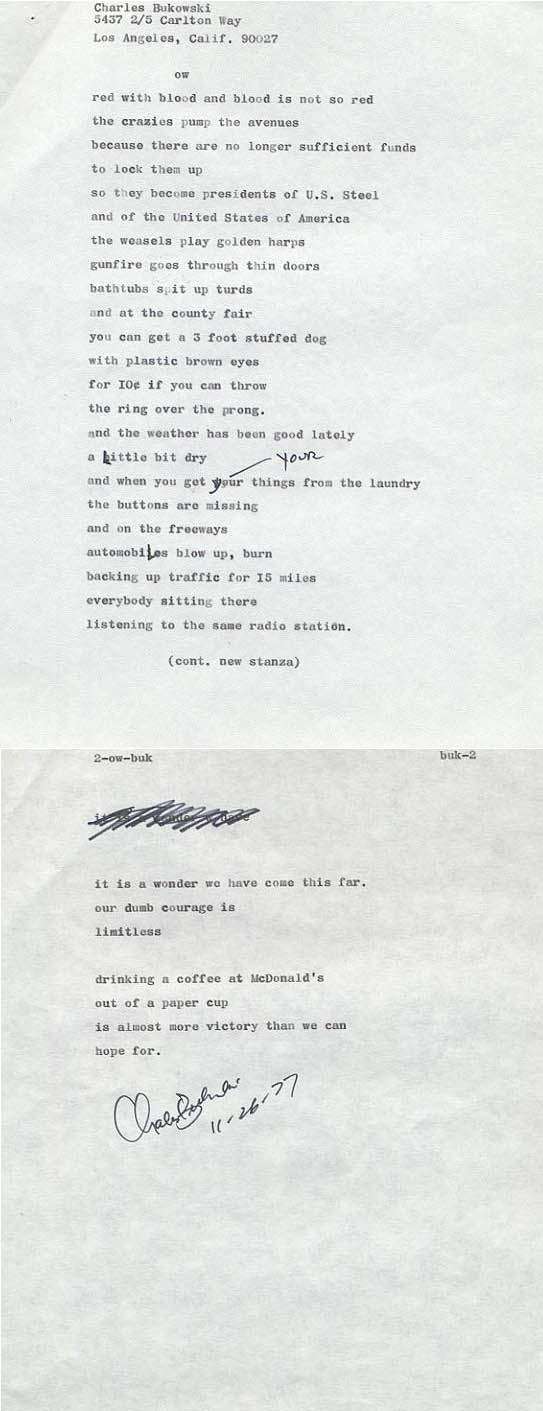 Charles Bukowski
5437 2/5 Carlton Way
Los Angeles, Calif. 90027
ow
red with blood and blood is not so red
the crazies pump the avenues
because there are no longer sufficient funds
to lock them up
so they become presidents of U.S. Steel
and of the United States of America
the weasels play golden harps
gunfire goes through thin doors
bathtubs spit up turds
and at the county fair
you can get a 3 foot stuffed dog
with plastic brown eyes
for I0¢ if you can throw
the ring over the prong.
and the weather has been good lately
a little bit dry
YOUR
and when you get your things from the laundry
the buttons are missing
and on the freeways
automobiles blow up, burn
backing up traffic for I5 miles
everybody sitting there
listening to the same radio station.
(cont. new stanza)
2-ow-buk buk-2
it is a wonder we have come this far.
our dumb courage is
limitless
drinking a coffee at McDonald's
out of a paper cup
is almost more victory than we can
hope for.
Charles Bukowski
11-26-77